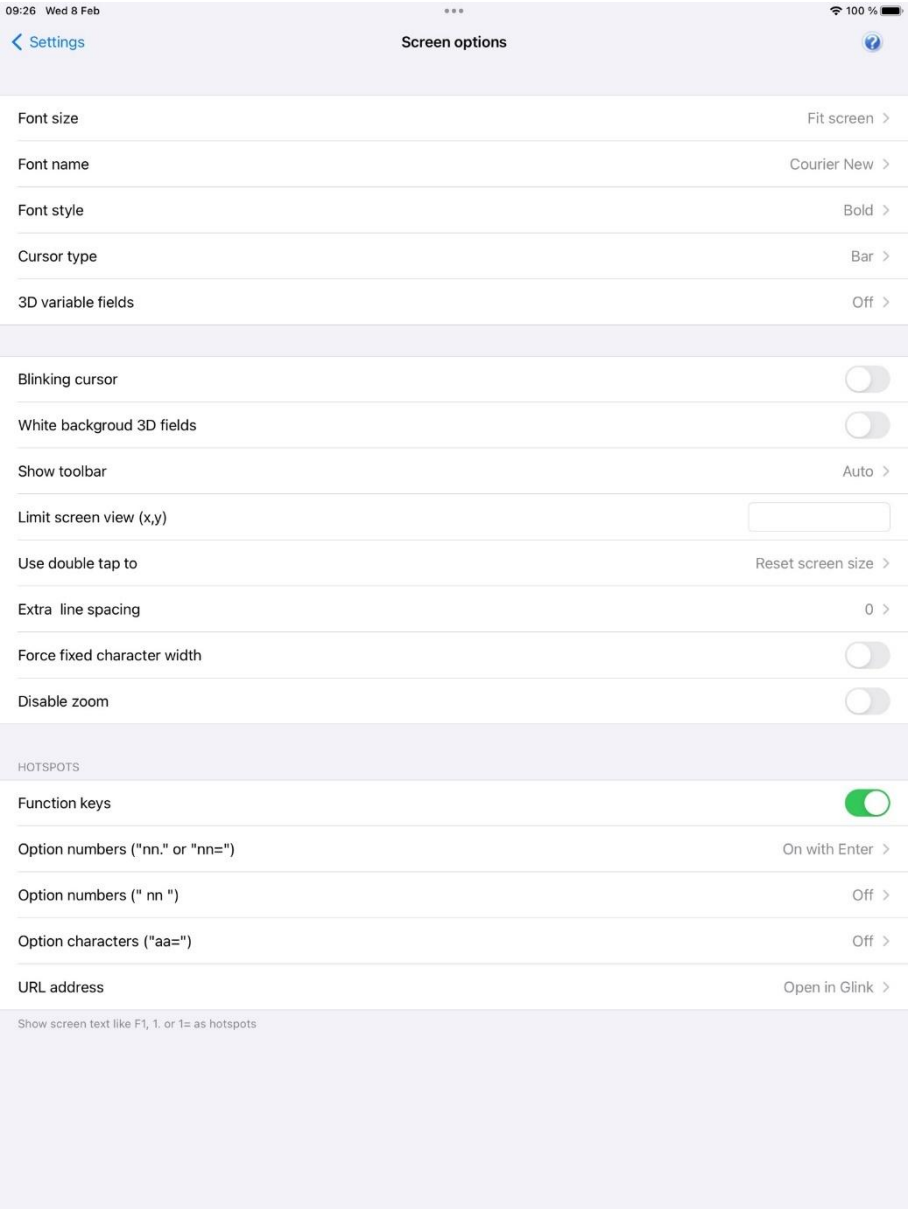 09:26 Wed 8 Feb 100 %
Settings Screen options ?
Font size Fit screen
Font name Courier New
Font style Bold
Cursor type Bar
3D variable fields Off
Blinking cursor
White backgroud 3D fields
Show toolbar Auto
Limit screen view (x,y)
Use double tap to Reset screen size
Extra line spacing 0
Force fixed character width
Disable zoom
HOTSPOTS
Function keys
Option numbers ("nn." or "nn=") On with Enter
Option numbers (" nn ") Off
Option characters ("aa=") Off
URL address Open in Glink
Show screen text like F1, 1. or 1= as hotspots